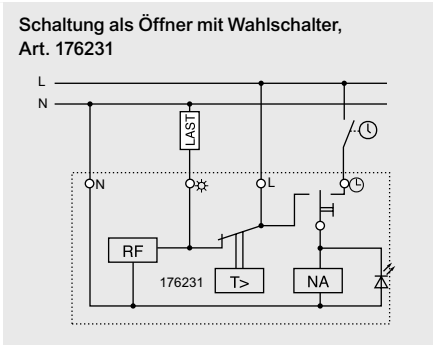 Schaltung als Öffner mit Wahlschalter,
Art. 176231
L
N
LAST
N
L
RF
176231
T>
NA